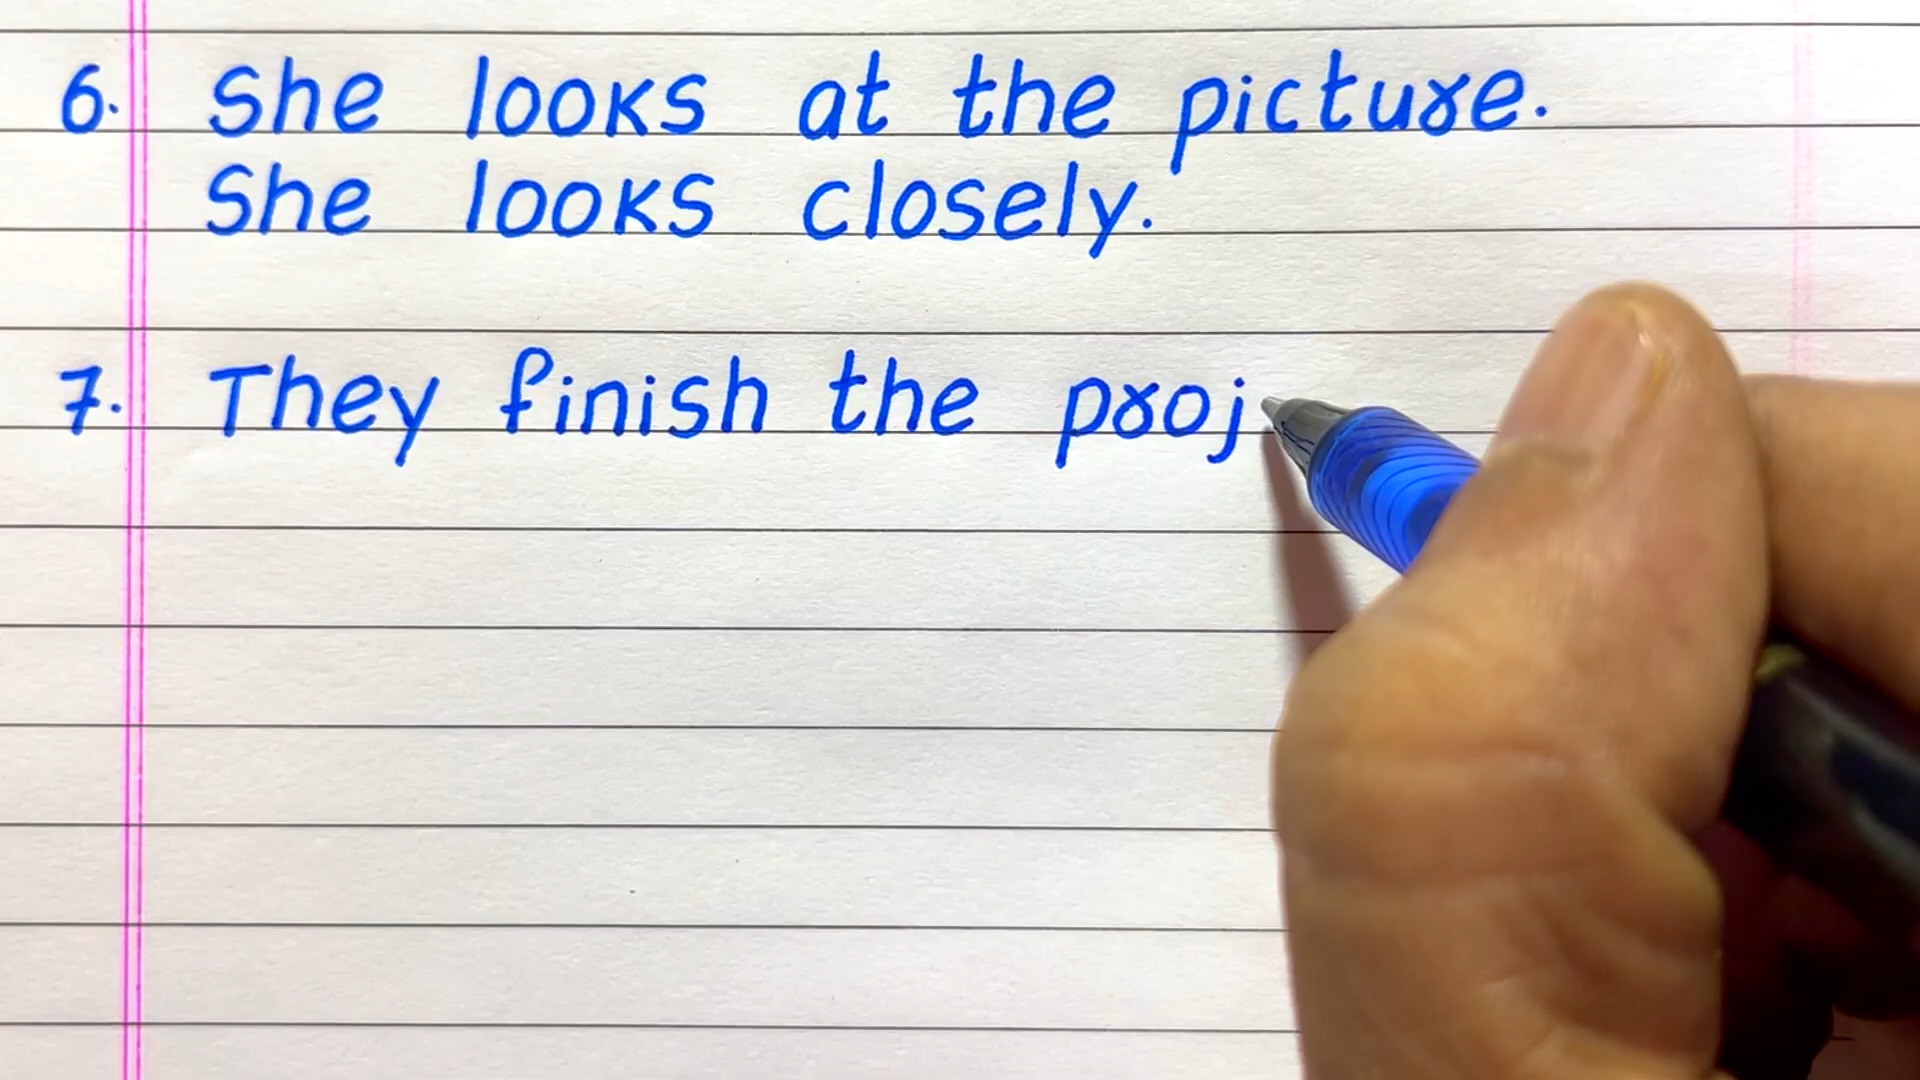 6. She looks at the picture.
She looks closely.
7. They finish the proj